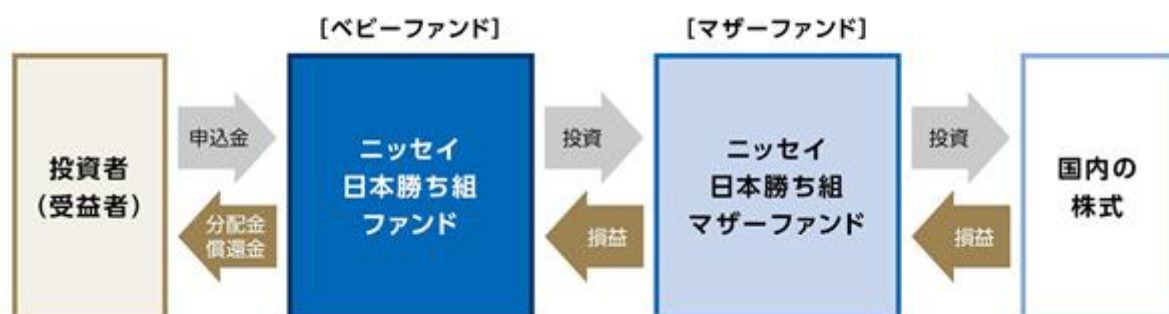 [ベビーファンド]
[マザーファンド]
投資者
(受益者)
申込金
分配金
償還金
ニッセイ
日本勝ち組
ファンド
投資
損益
ニッセイ
日本勝ち組
マザーファンド
投資
損益
国内の
株式